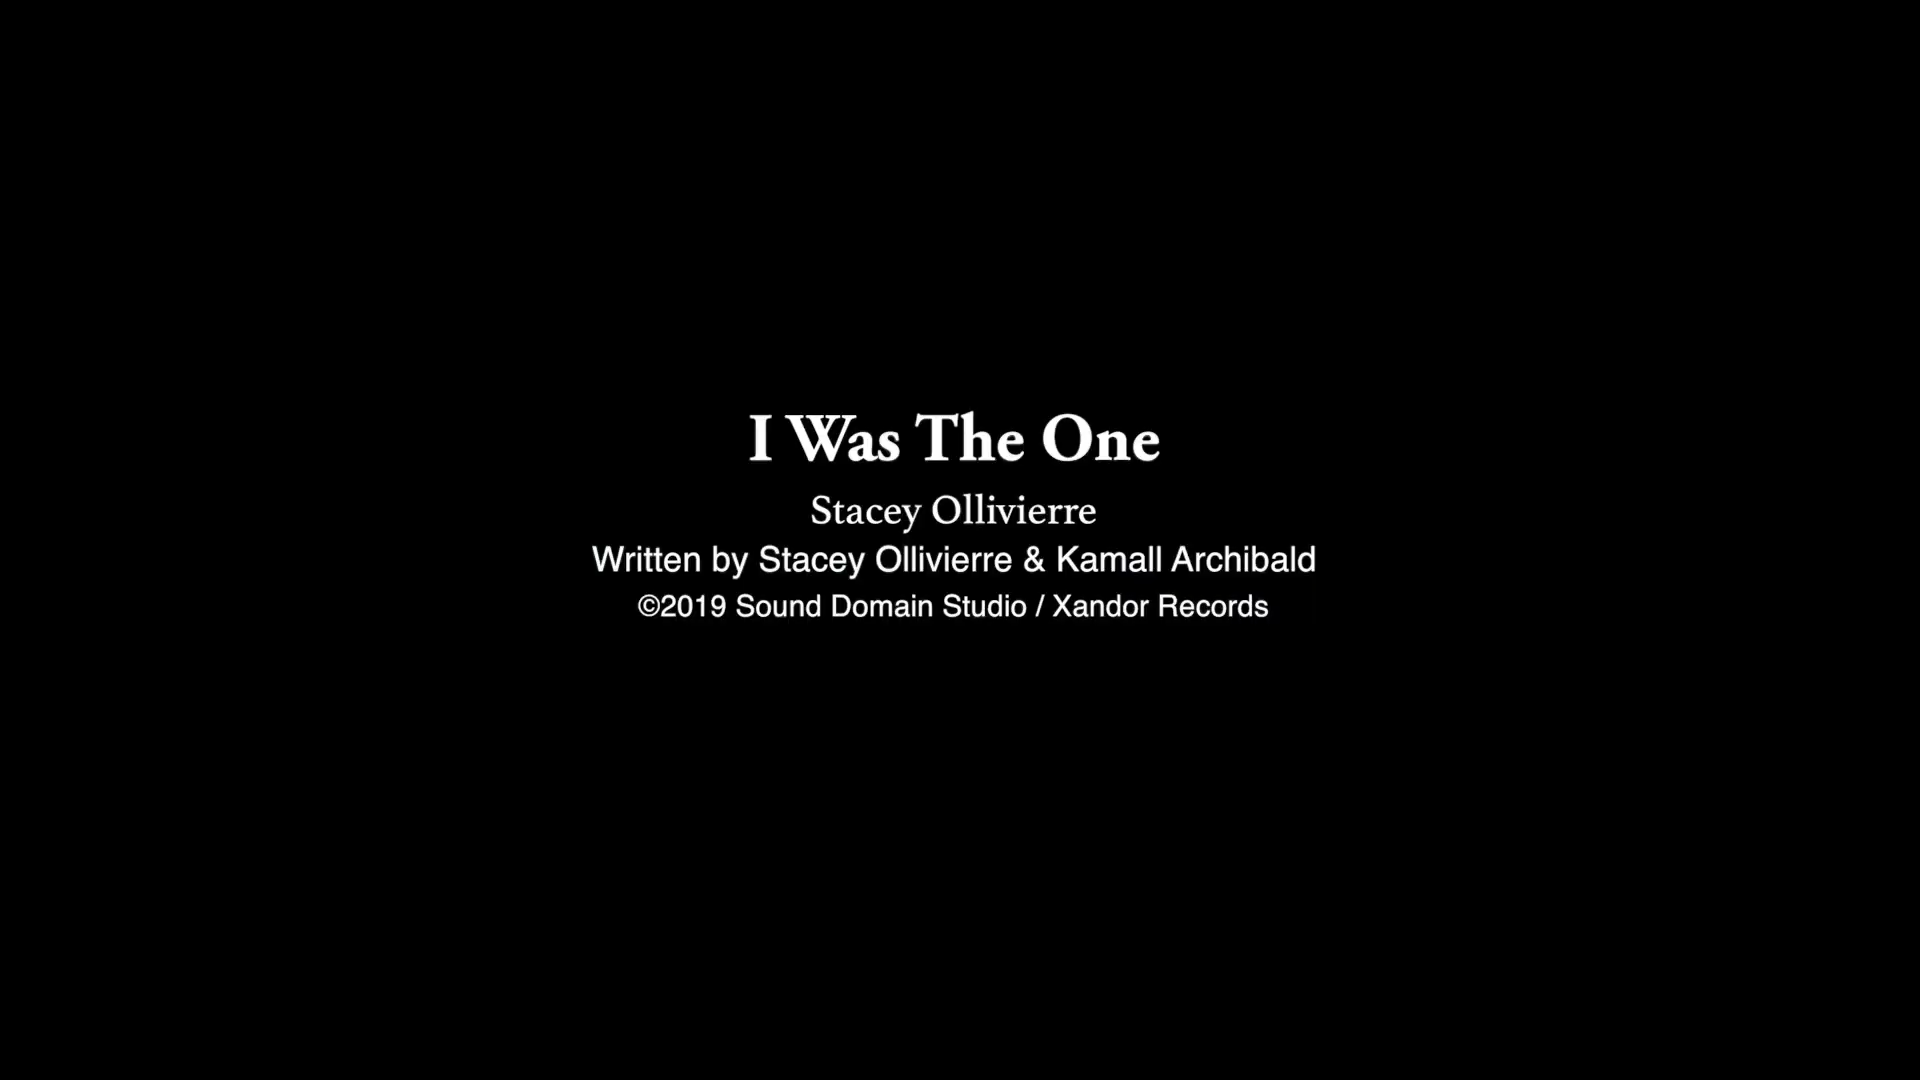 I Was The One
Stacey Ollivierre
Written by Stacey Ollivierre & Kamall Archibald
©2019 Sound Domain Studio / Xandor Records